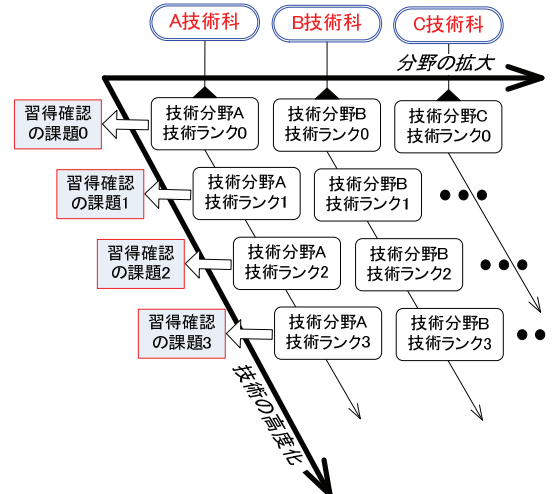 A技術科
B技術科
C技術科
分野の拡大
習得確認
の課題0
技術分野A
技術ランク0
技術分野B
技術ランク0
技術分野C
技術ランク0
習得確認
の課題1
技術分野A
技術ランク1
技術分野B
技術ランク1
習得確認
の課題2
技術分野A
技術ランク2
技術分野B
技術ランク2
習得確認
の課題3
技術分野A
技術ランク3
技術分野B
技術ランク3
技術の高度化